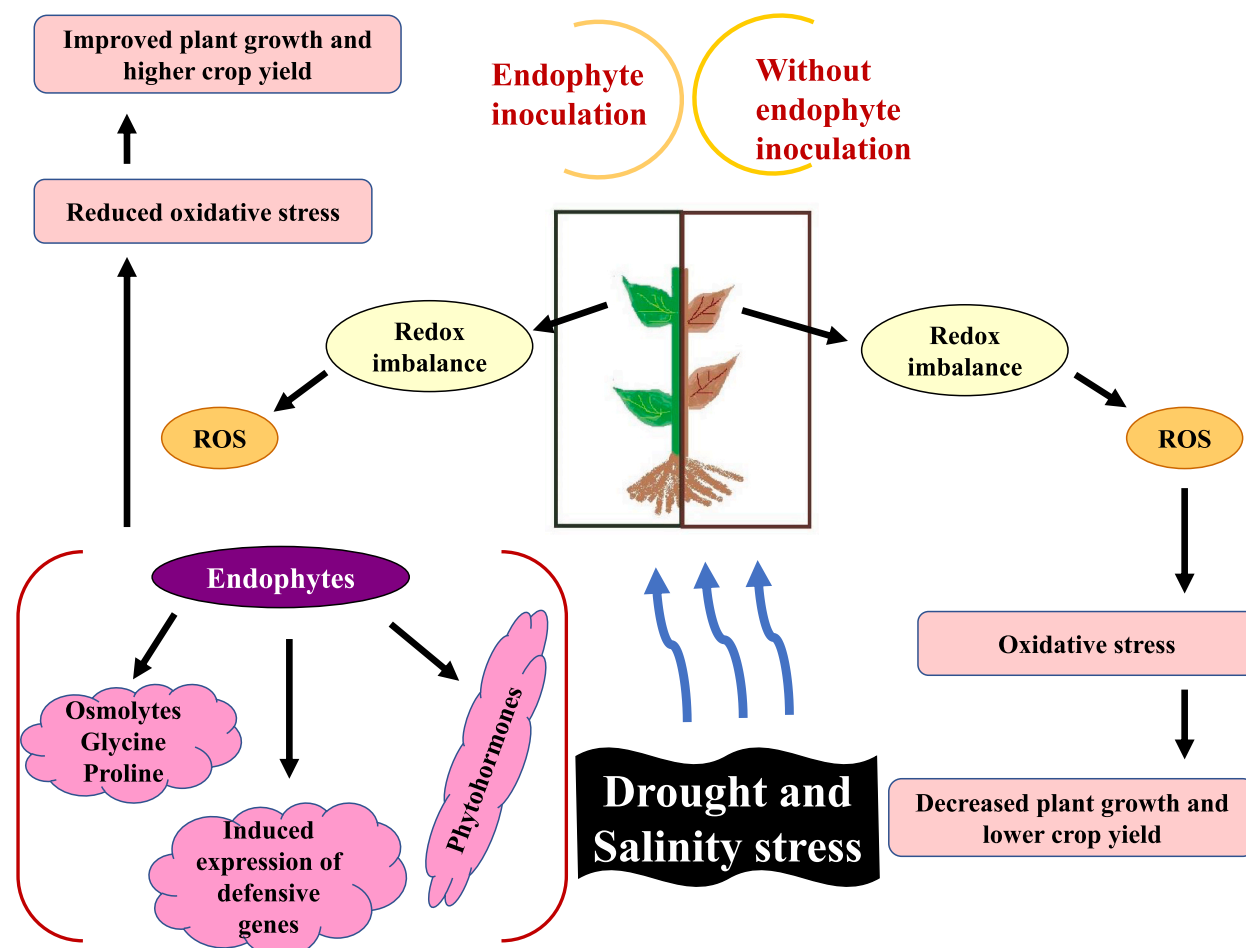 Improved plant growth and
higher crop yield
Endophyte
inoculation
Without
endophyte
inoculation
Reduced oxidative stress
Redox
imbalance
Redox
imbalance
ROS
ROS
Endophytes
Osmolytes
Glycine
Proline
Induced
expression of
defensive
genes
Phytohormones
Drought and
Salinity stress
Oxidative stress
Decreased plant growth and
lower crop yield